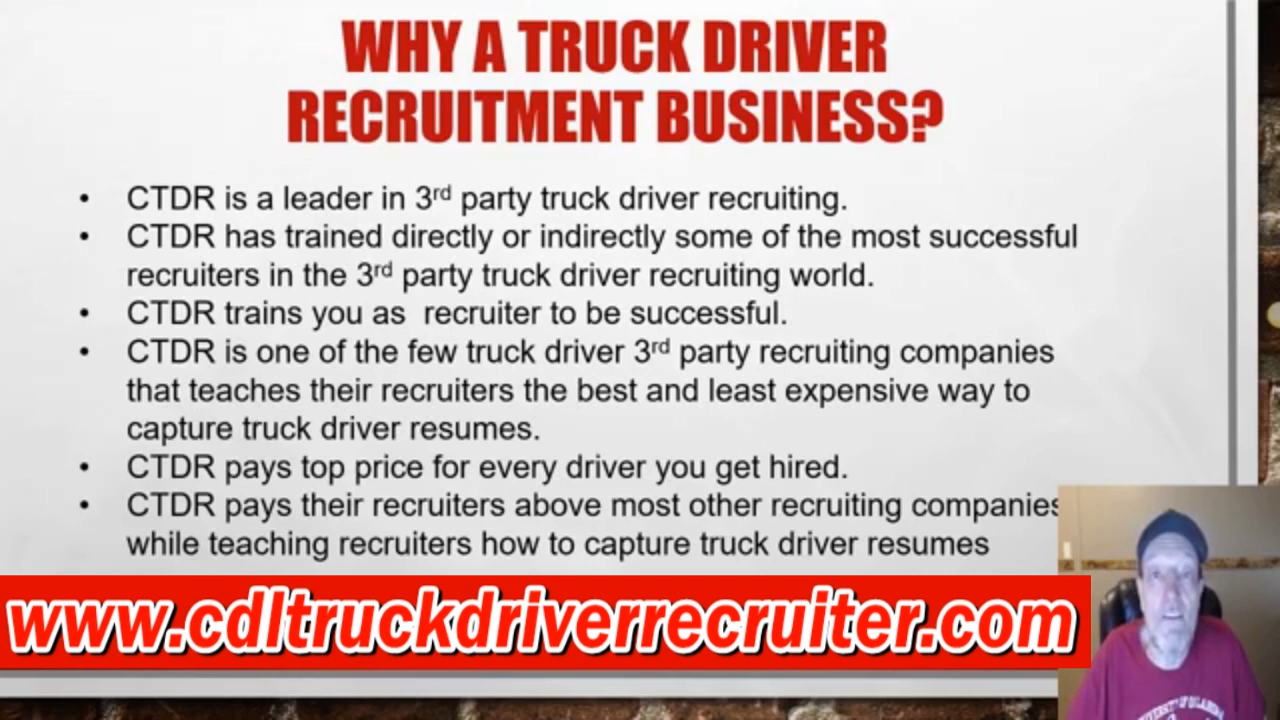 WHY A TRUCK DRIVER
RECRUITMENT BUSINESS?
• CTDR is a leader in 3rd party truck driver recruiting.
• CTDR has trained directly or indirectly some of the most successful
recruiters in the 3rd party truck driver recruiting world.
• CTDR trains you as  recruiter to be successful.
• CTDR is one of the few truck driver 3rd party recruiting companies
that teaches their recruiters the best and least expensive way to
capture truck driver resumes.
• CTDR pays top price for every driver you get hired.
• CTDR pays their recruiters above most other recruiting companies
while teaching recruiters how to capture truck driver resumes
www.cdltruckdriverrecruiter.com